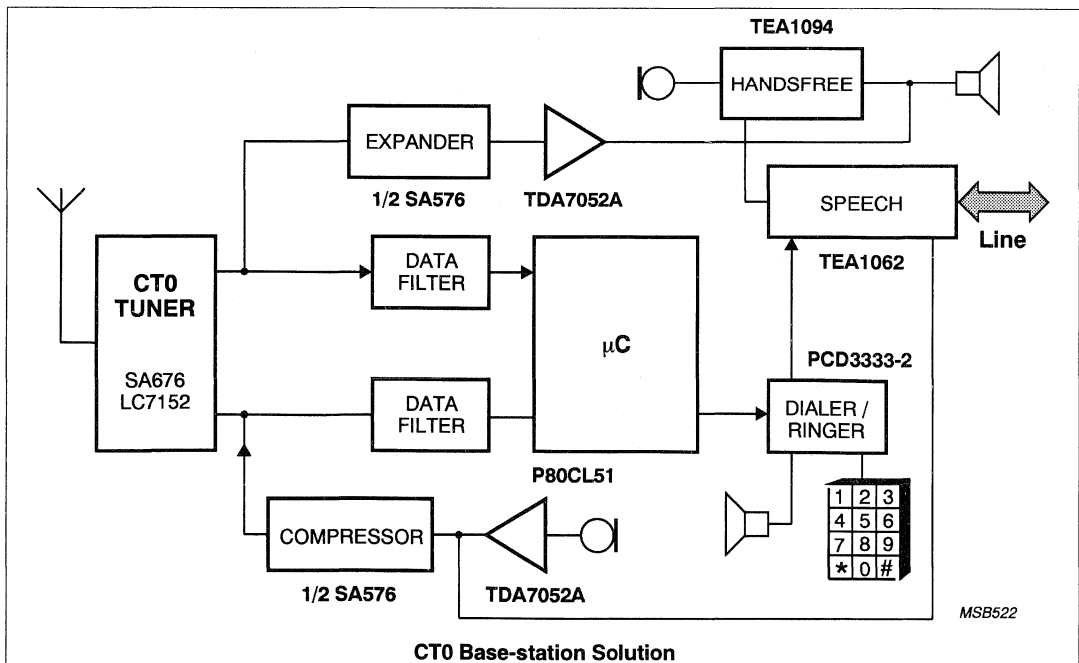 TEA1094
HANDSFREE
EXPANDER
1/2 SA576
TDA7052A
SPEECH
Line
TEA1062
CT0
TUNER
SA676
LC7152
DATA
FILTER
μC
PCD3333-2
DATA
FILTER
DIALER /
RINGER
P80CL51
1 2 3
4 5 6
7 8 9
* 0 #
COMPRESSOR
1/2 SA576
TDA7052A
MSB522
CT0 Base-station Solution